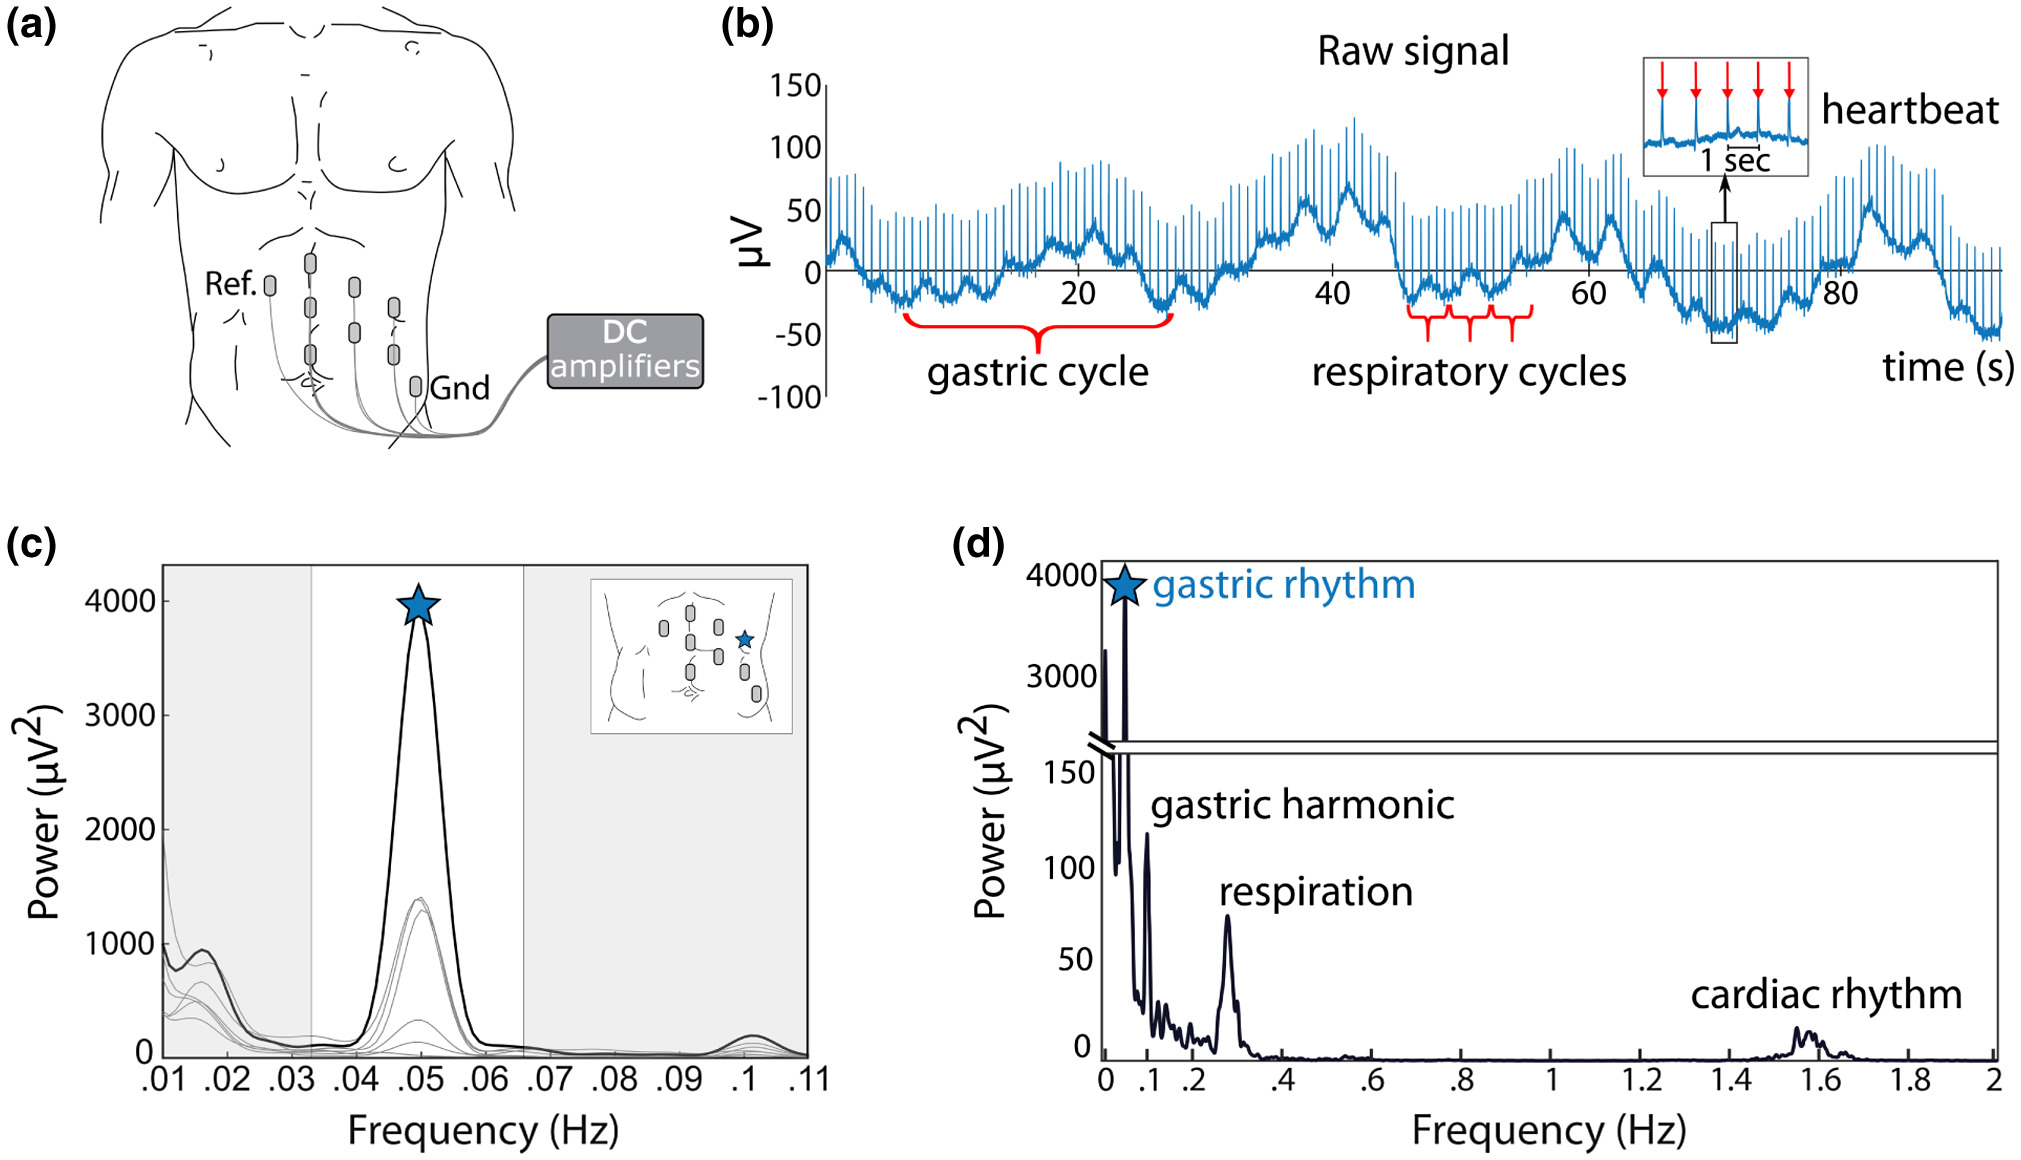 (a)
Ref.
Gnd
DC
amplifiers
(b)
Raw signal
150
100
50
0
-50
-100
µV
20
40
60
80
1 sec
heartbeat
gastric cycle
respiratory cycles
time (s)
(c)
4000
3000
2000
1000
0
Power (µV²)
.01 .02 .03 .04 .05 .06 .07 .08 .09 .1 .11
Frequency (Hz)
(d)
4000
3000
150
100
50
0
Power (µV²)
gastric rhythm
gastric harmonic
respiration
cardiac rhythm
0 .1 .2 .4 .6 .8 1 1.2 1.4 1.6 1.8 2
Frequency (Hz)